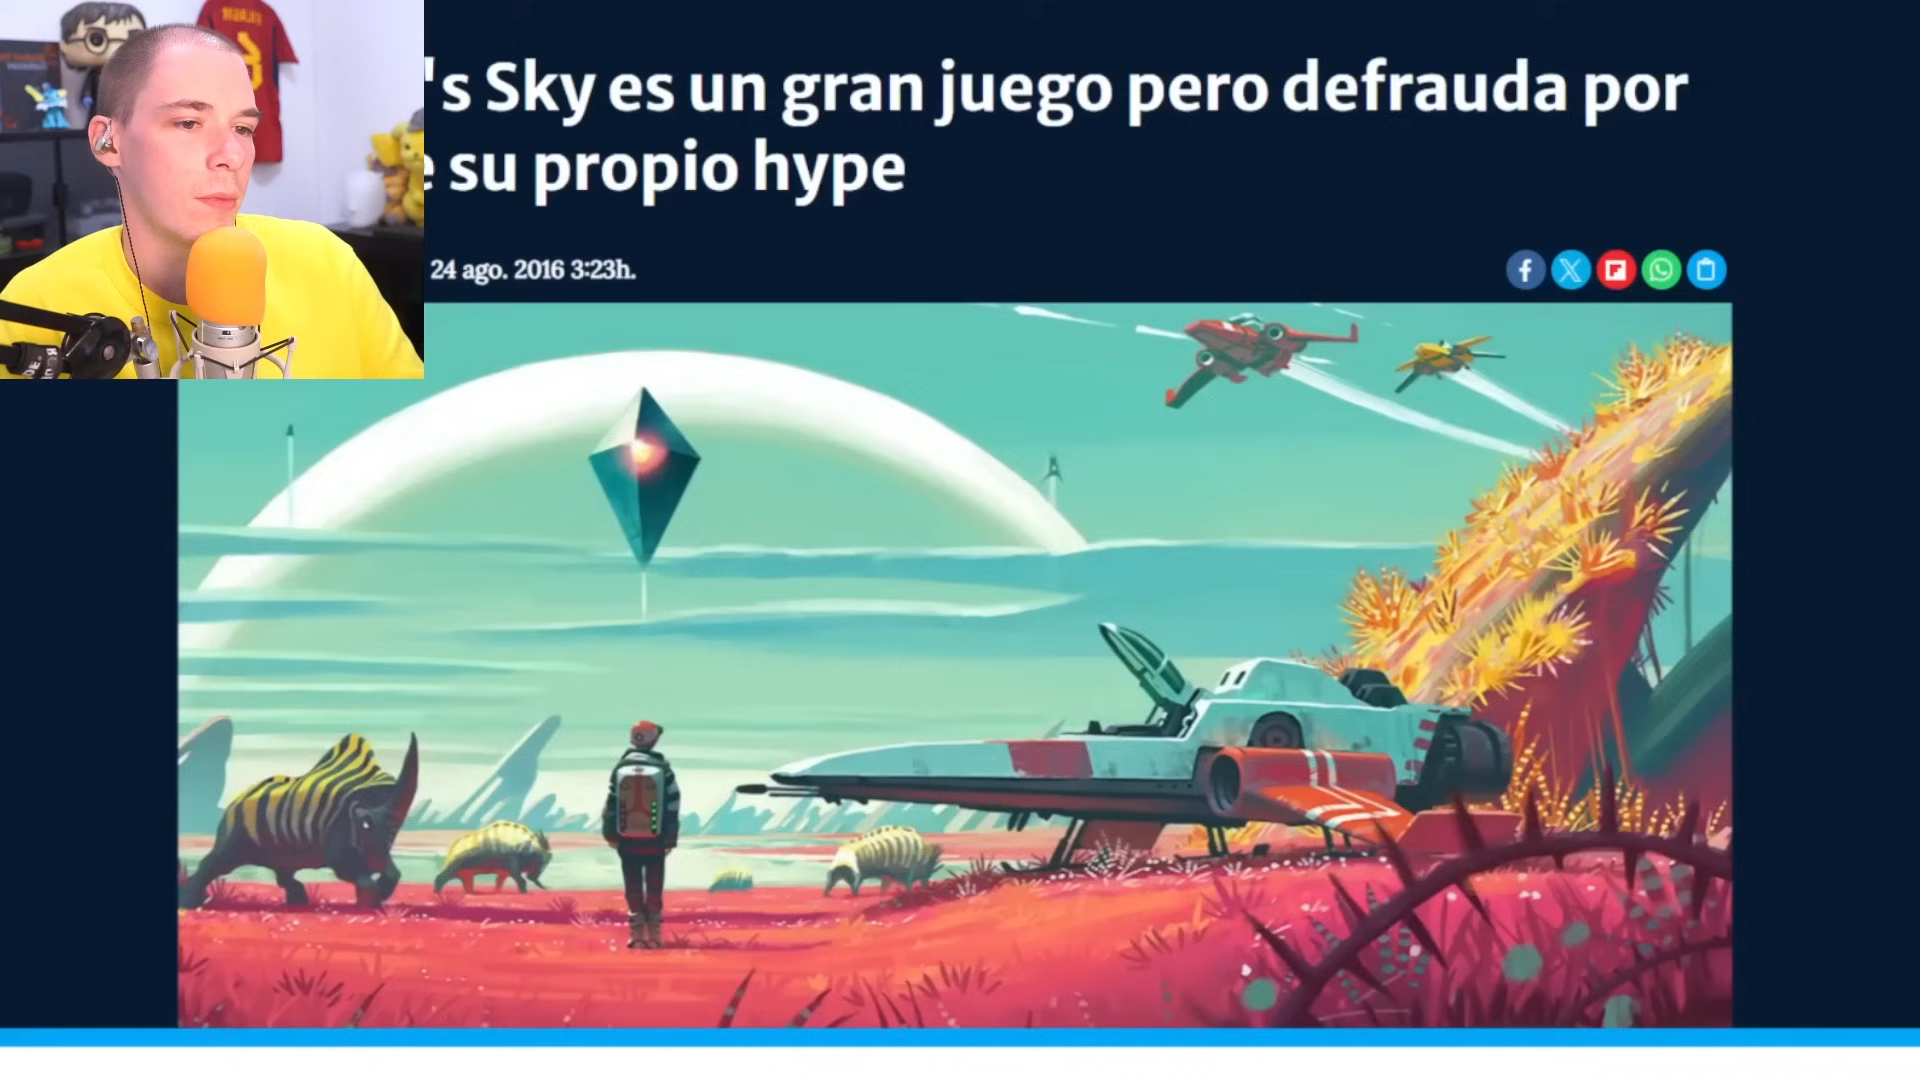 's Sky es un gran juego pero defrauda por
su propio hype
24 ago. 2016 3:23h.